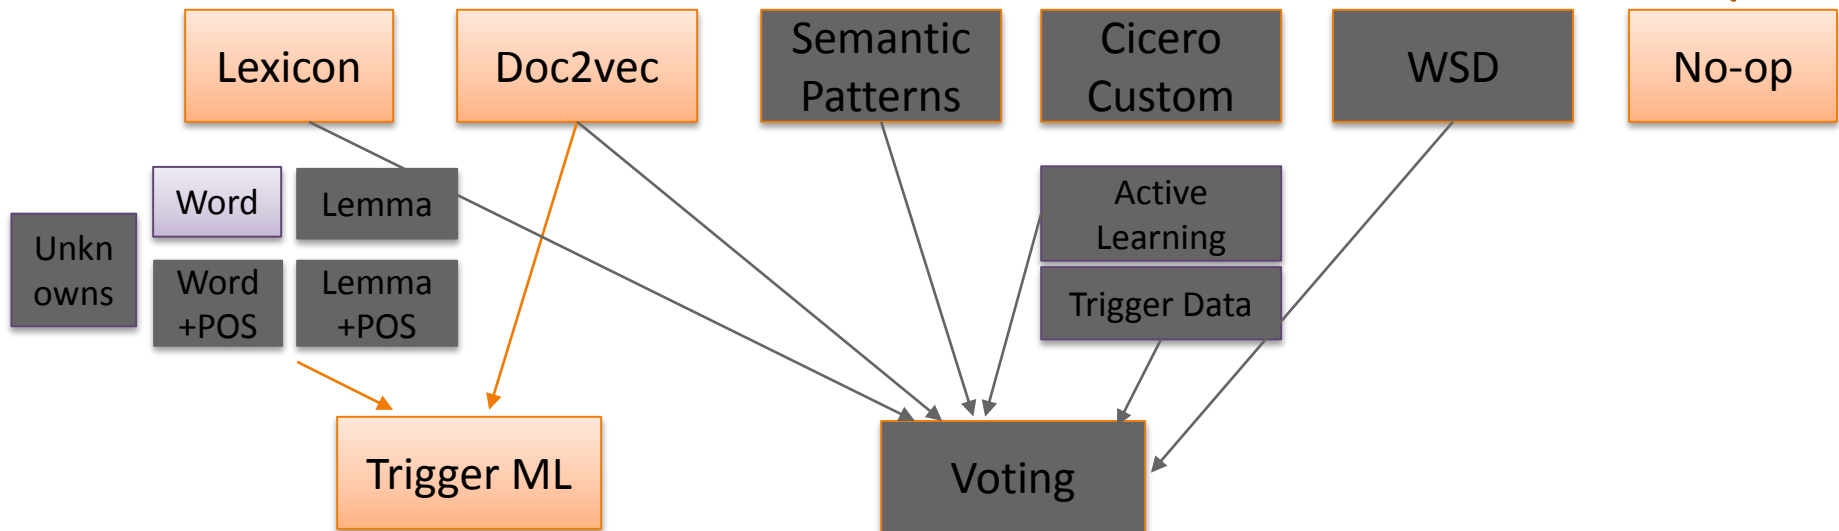 Lexicon
Doc2vec
Semantic
Patterns
Cicero
Custom
WSD
No-op
Word
Lemma
Unkn
owns
Word
+POS
Lemma
+POS
Active
Learning
Trigger Data
Trigger ML
Voting